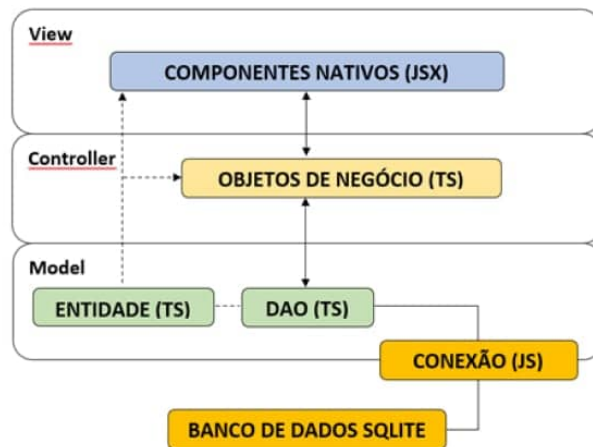 View
COMPONENTES NATIVOS (JSX)
Controller
OBJETOS DE NEGÓCIO (TS)
Model
ENTIDADE (TS)
DAO (TS)
CONEXÃO (JS)
BANCO DE DADOS SQLITE